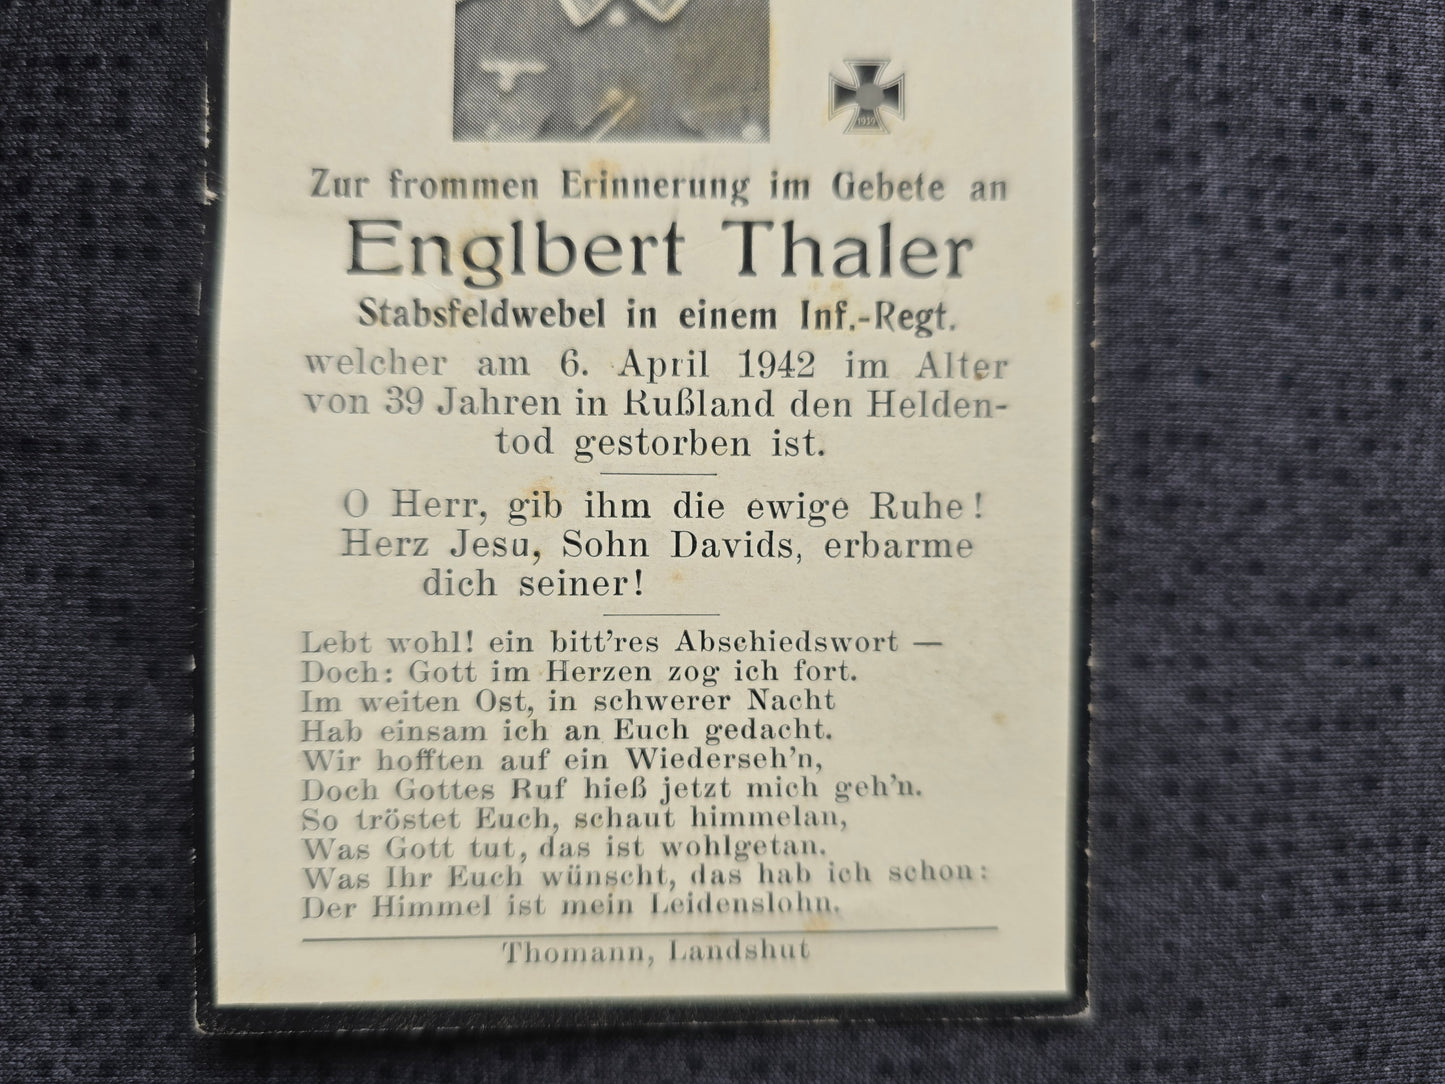 1939
Zur frommen Erinnerung im Gebete an
Englbert Thaler
Stabsfeldwebel in einem Inf.-Regt.
welcher am 6. April 1942 im Alter
von 39 Jahren in Rußland den Helden-
tod gestorben ist.
O Herr, gib ihm die ewige Ruhe!
Herz Jesu, Sohn Davids, erbarme
dich seiner!
Lebt wohl! ein bitt'res Abschiedswort —
Doch: Gott im Herzen zog ich fort.
Im weiten Ost, in schwerer Nacht
Hab einsam ich an Euch gedacht.
Wir hofften auf ein Wiederseh'n,
Doch Gottes Ruf hieß jetzt mich geh'n.
So tröstet Euch, schaut himmelan,
Was Gott tut, das ist wohlgetan.
Was Ihr Euch wünscht, das hab ich schon:
Der Himmel ist mein Leidenslohn.
Thomann, Landshut